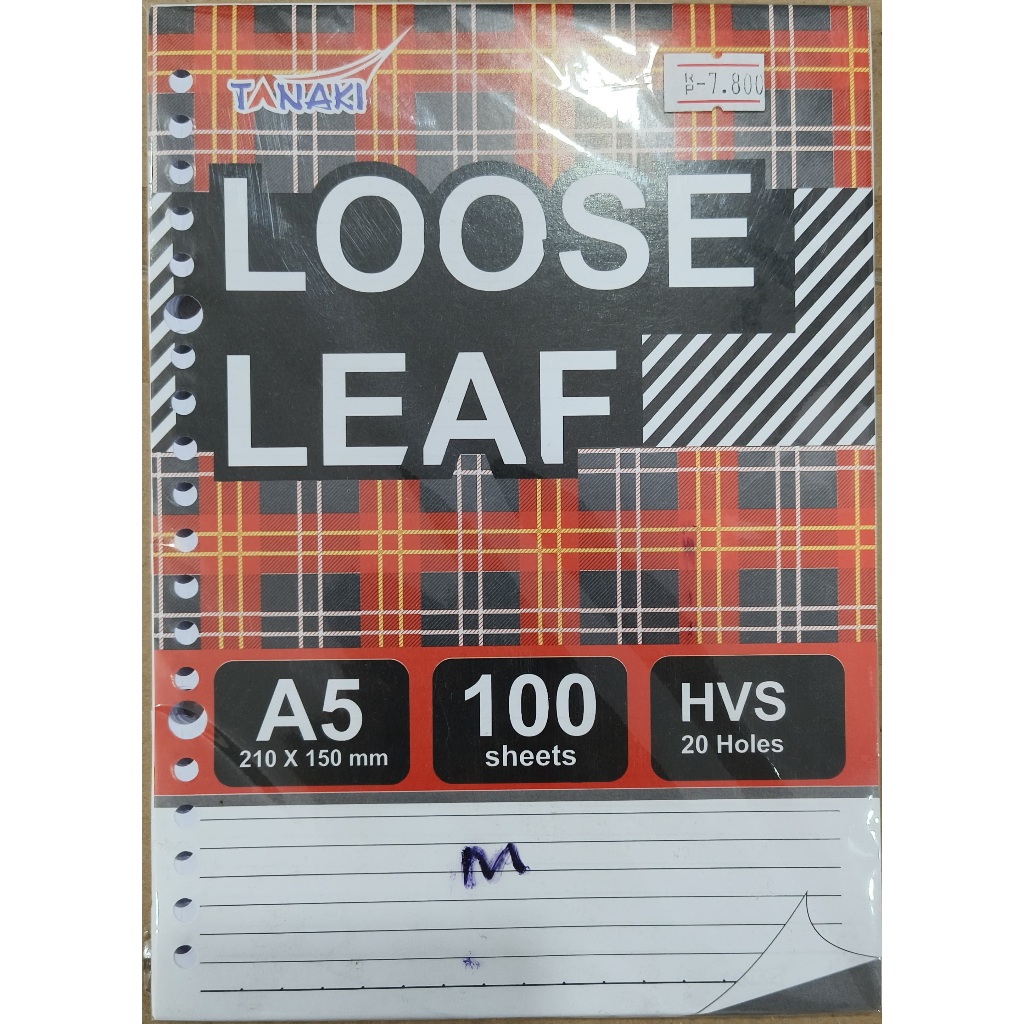 TANAKI
Rp-7.800
LOOSE
LEAF
A5
210 X 150 mm
100
sheets
HVS
20 Holes
M